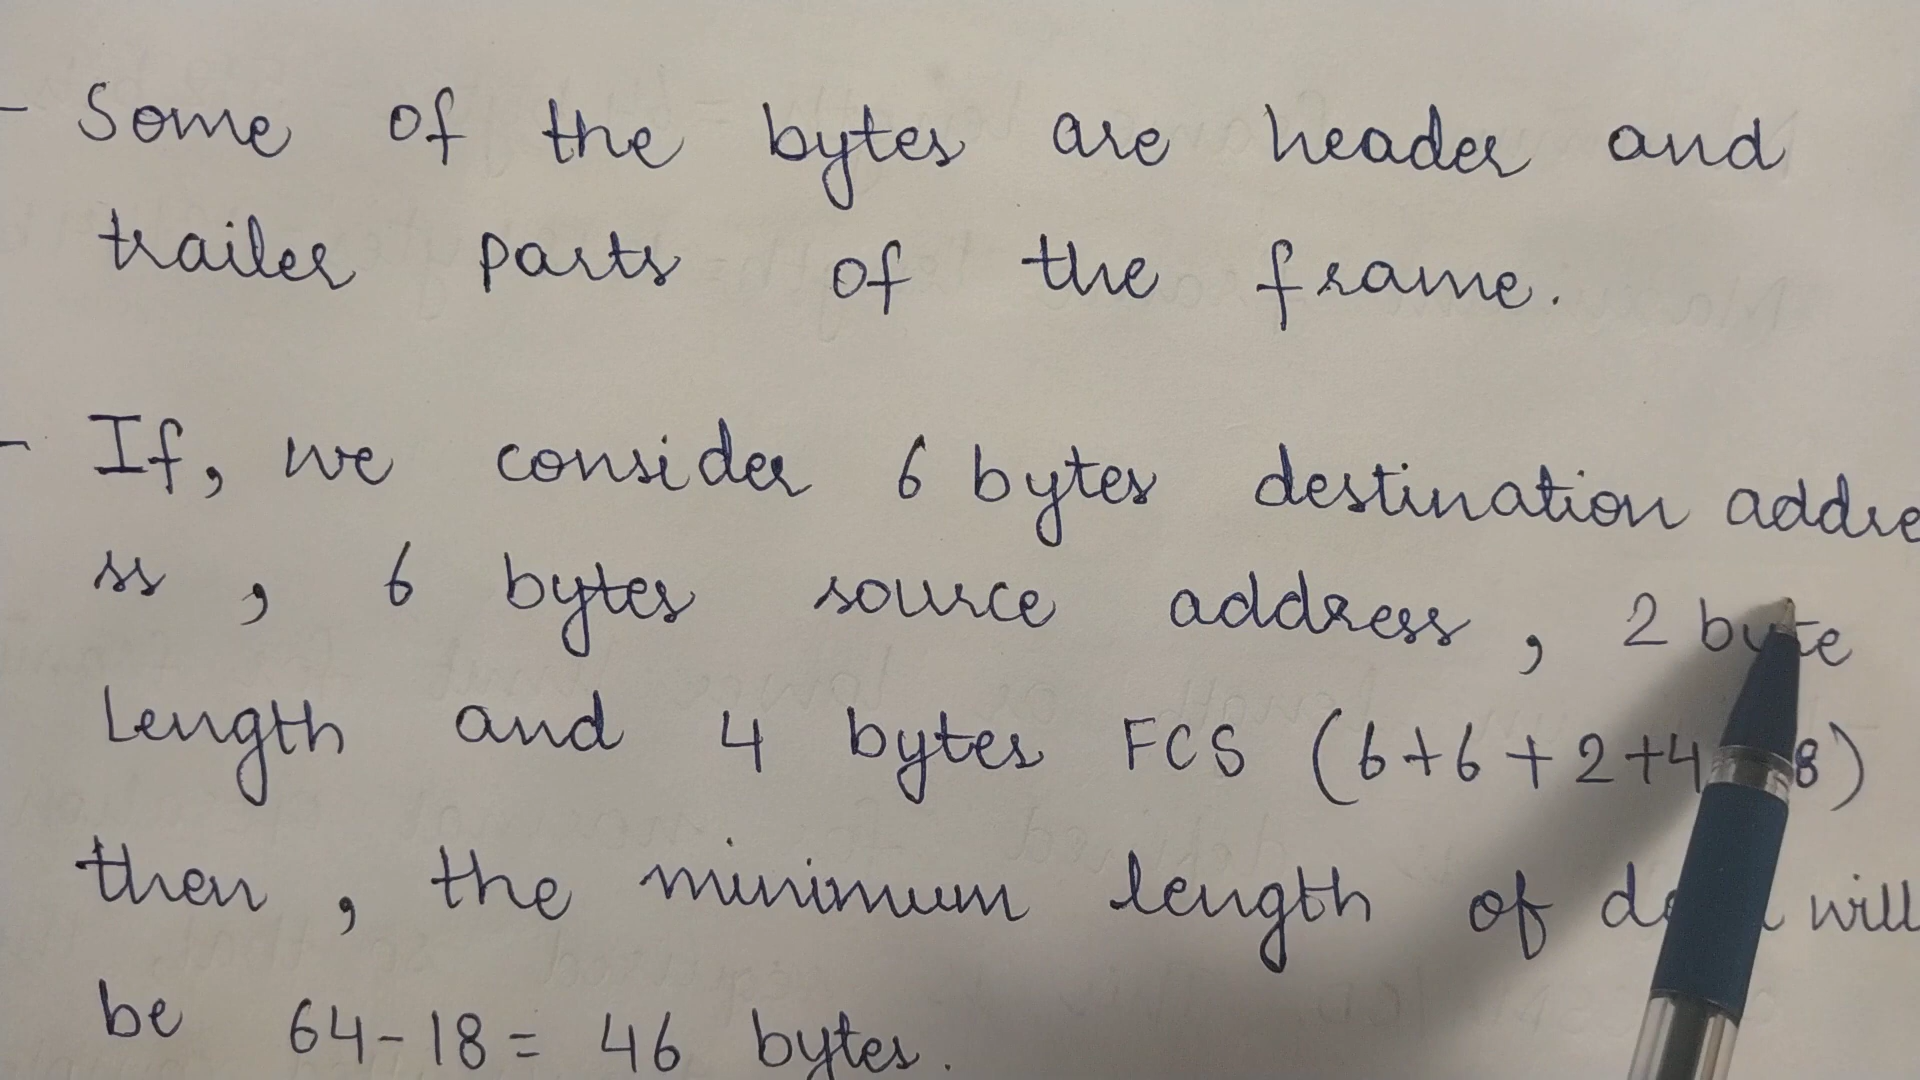 - Some of the bytes are header and
trailer parts of the frame.
- If, we consider 6 bytes destination addre
ss, 6 bytes source address, 2
Length and 4 bytes FCS (6+6+2+4 8)
then, the minimum length of will
be 64-18= 46 bytes.